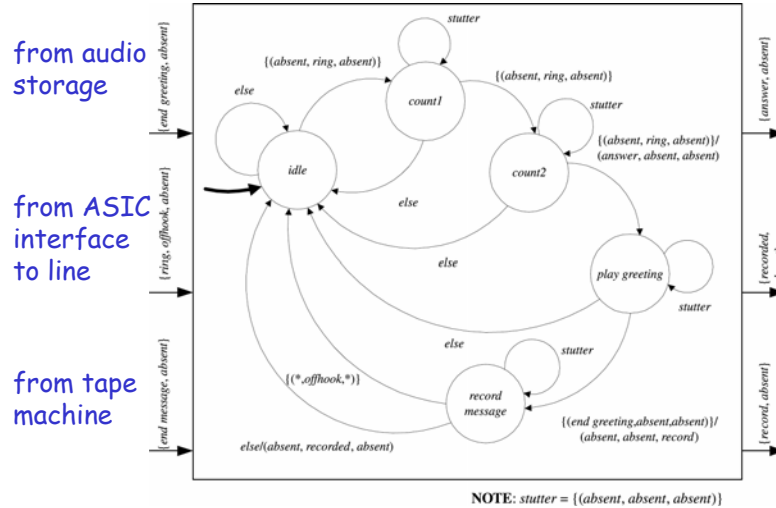 from audio
storage
{end greeting, absent}
from ASIC
interface
to line
{ring, offhook, absent}
from tape
machine
{end message, absent}
stutter
{(absent, ring, absent)}
count1
{(absent, ring, absent)}
else
stutter
idle
count2
{(absent, ring, absent)}/
(answer, absent, absent)
else
else
play greeting
stutter
else
{(*,offhook,*)}
stutter
record
message
{(end greeting,absent,absent)}/
(absent, absent, record)
else/(absent, recorded, absent)
{answer, absent}
{recorded,
{record, absent}
NOTE: stutter = {(absent, absent, absent)}